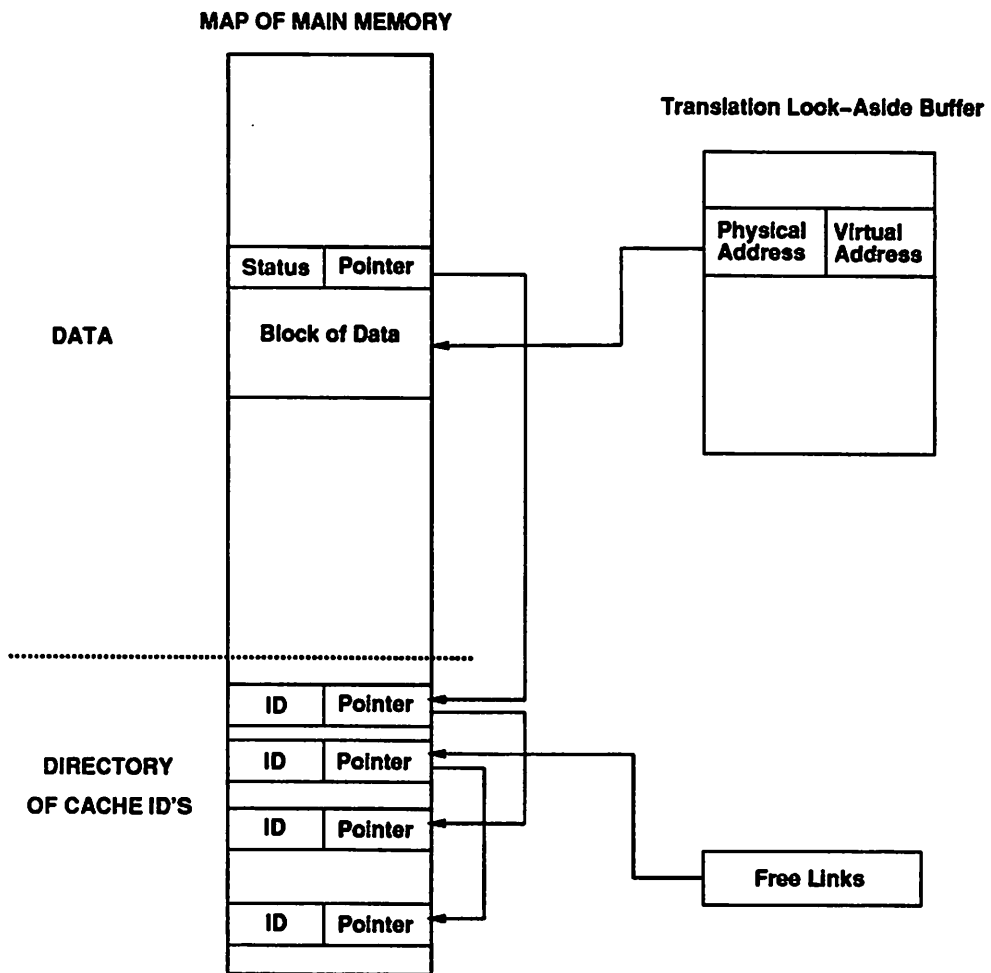 MAP OF MAIN MEMORY
Translation Look-Aside Buffer
Physical Address
Virtual Address
Status
Pointer
DATA
Block of Data
ID
Pointer
DIRECTORY
OF CACHE ID'S
ID
Pointer
ID
Pointer
Free Links
ID
Pointer